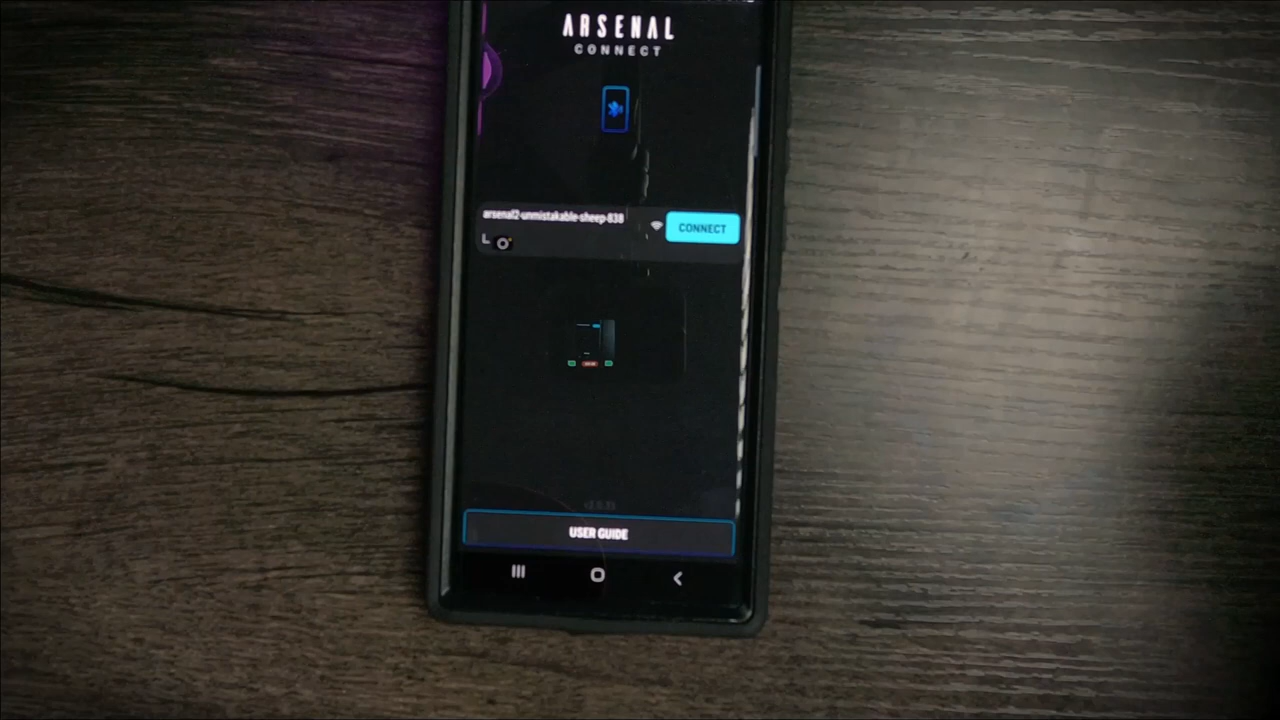 ARSENAL
CONNECT
arsenal2-unmistakable-sheep-838
CONNECT
USER GUIDE